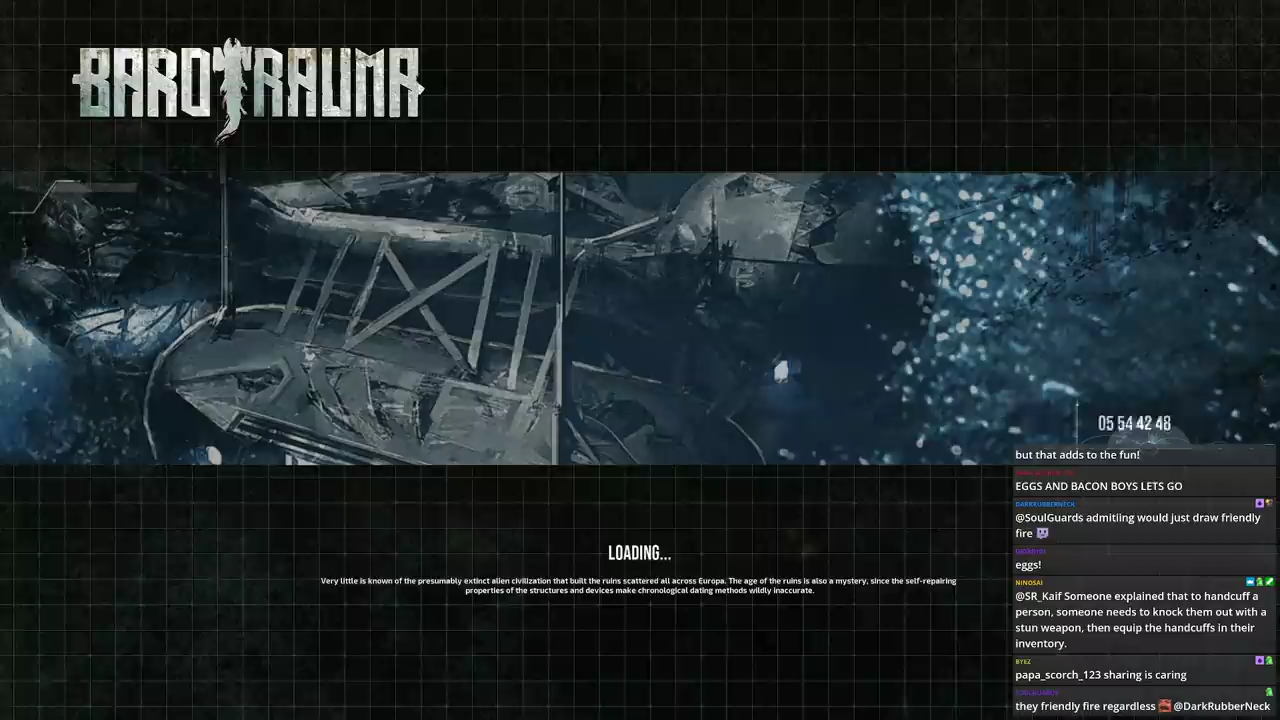 BAROTRAUMA
05 54 42 48
but that adds to the fun!
EGGS AND BACON BOYS LETS GO
DARKRUBBERNECK
@SoulGuards admitiing would just draw friendly
fire
eggs!
LOADING...
Very little is known of the presumably extinct alien civilization that built the ruins scattered all across Europa. The age of the ruins is also a mystery, since the self-repairing
properties of the structures and devices make chronological dating methods wildly inaccurate.
NINOSAI
@SR_Kaif Someone explained that to handcuff a
person, someone needs to knock them out with a
stun weapon, then equip the handcuffs in their
inventory.
BYEZ
papa_scorch_123 sharing is caring
they friendly fire regardless @DarkRubberNeck